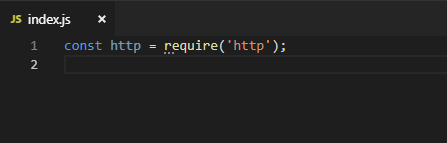 JS index.js ×
1 const http = require('http');
2